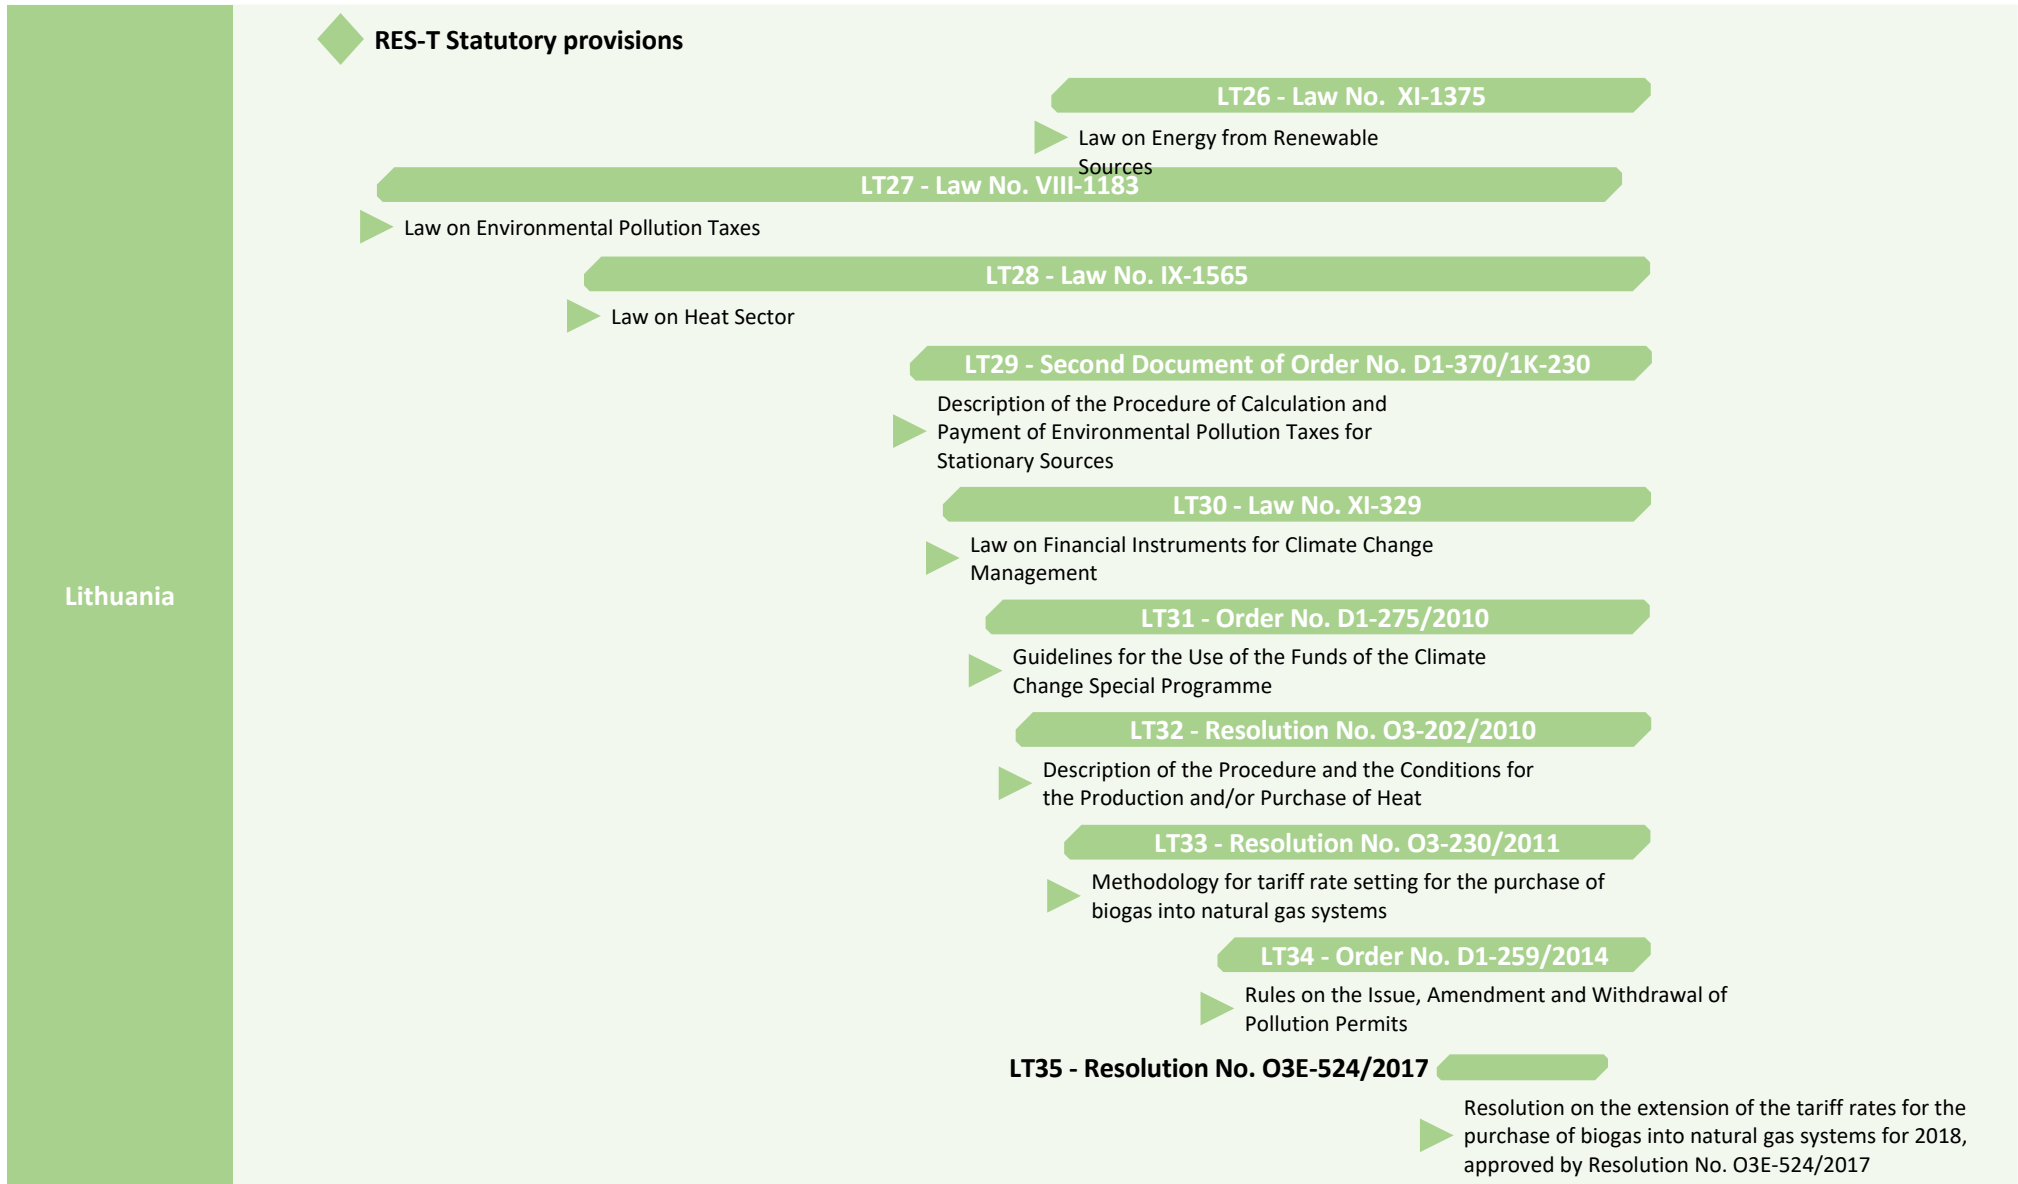 RES-T Statutory provisions
LT26 - Law No. XI-1375
Law on Energy from Renewable
Sources
LT27 - Law No. VIII-1183
Law on Environmental Pollution Taxes
LT28 - Law No. IX-1565
Law on Heat Sector
LT29 - Second Document of Order No. D1-370/1K-230
Description of the Procedure of Calculation and
Payment of Environmental Pollution Taxes for
Stationary Sources
LT30 - Law No. XI-329
Law on Financial Instruments for Climate Change
Management
Lithuania
LT31 - Order No. D1-275/2010
Guidelines for the Use of the Funds of the Climate
Change Special Programme
LT32 - Resolution No. O3-202/2010
Description of the Procedure and the Conditions for
the Production and/or Purchase of Heat
LT33 - Resolution No. O3-230/2011
Methodology for tariff rate setting for the purchase of
biogas into natural gas systems
LT34 - Order No. D1-259/2014
Rules on the Issue, Amendment and Withdrawal of
Pollution Permits
LT35 - Resolution No. O3E-524/2017
Resolution on the extension of the tariff rates for the
purchase of biogas into natural gas systems for 2018,
approved by Resolution No. O3E-524/2017